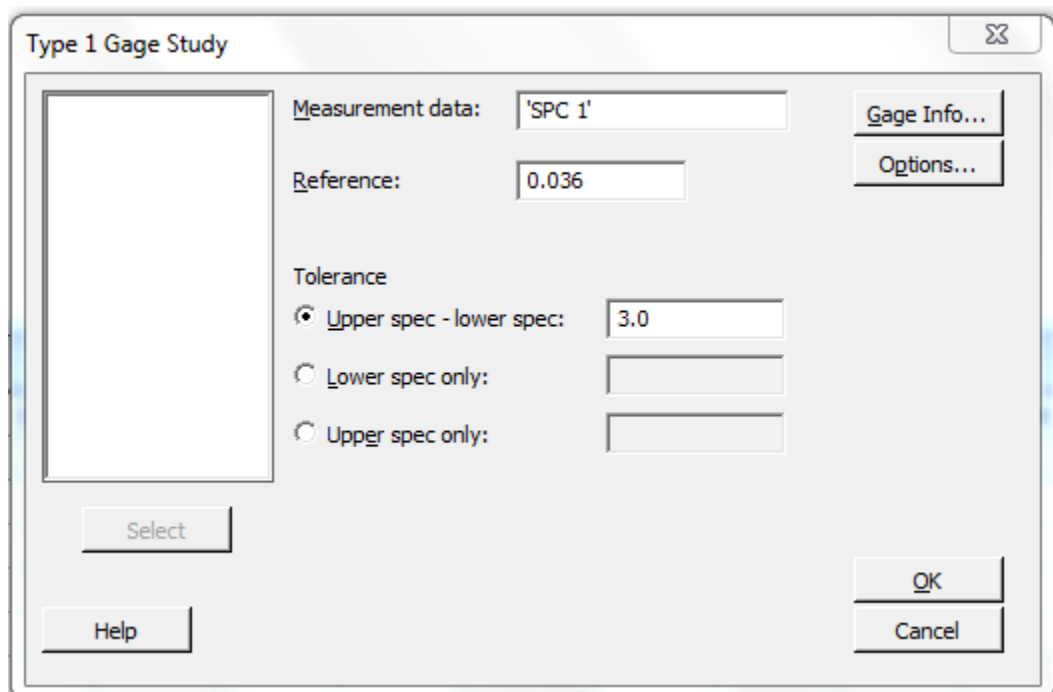 Type 1 Gage Study
Measurement data: 'SPC 1' Gage Info...
Options...
Reference: 0.036
Tolerance
Upper spec - lower spec: 3.0
Lower spec only:
Upper spec only:
Select
OK
Help Cancel